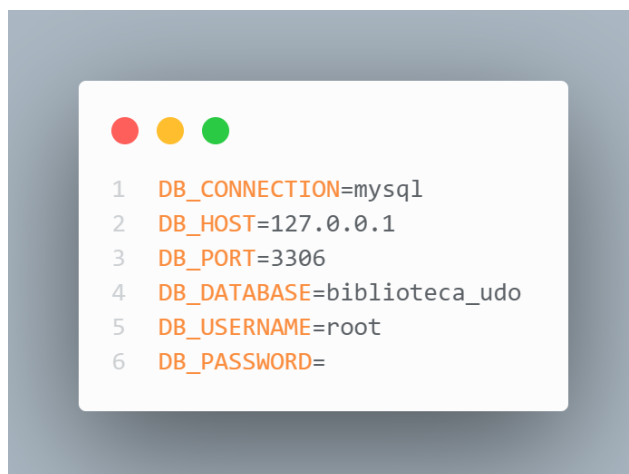 1 DB_CONNECTION=mysql
2 DB_HOST=127.0.0.1
3 DB_PORT=3306
4 DB_DATABASE=biblioteca_udo
5 DB_USERNAME=root
6 DB_PASSWORD=